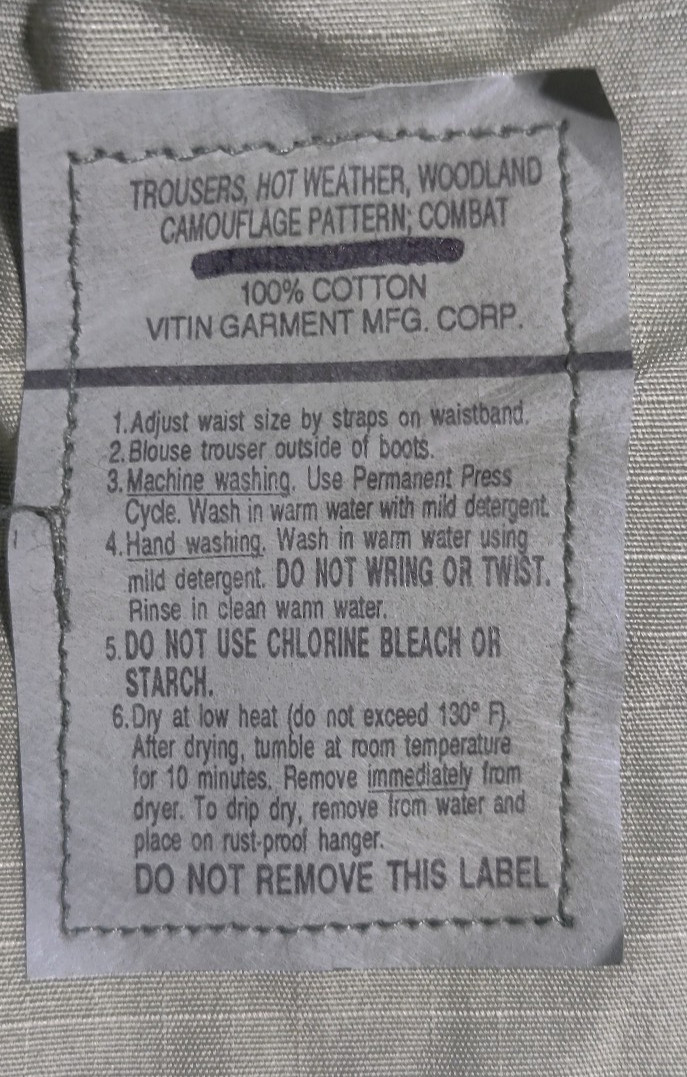 TROUSERS, HOT WEATHER, WOODLAND
CAMOUFLAGE PATTERN; COMBAT
100% COTTON
VITIN GARMENT MFG. CORP.
1. Adjust waist size by straps on waistband.
2. Blouse trouser outside of boots.
3. Machine washing. Use Permanent Press
Cycle. Wash in warm water with mild detergent.
4. Hand washing. Wash in warm water using
mild detergent. DO NOT WRING OR TWIST.
Rinse in clean warm water.
5. DO NOT USE CHLORINE BLEACH OR
STARCH.
6. Dry at low heat (do not exceed 130° F).
After drying, tumble at room temperature
for 10 minutes. Remove immediately from
dryer. To drip dry, remove from water and
place on rust-proof hanger.
DO NOT REMOVE THIS LABEL